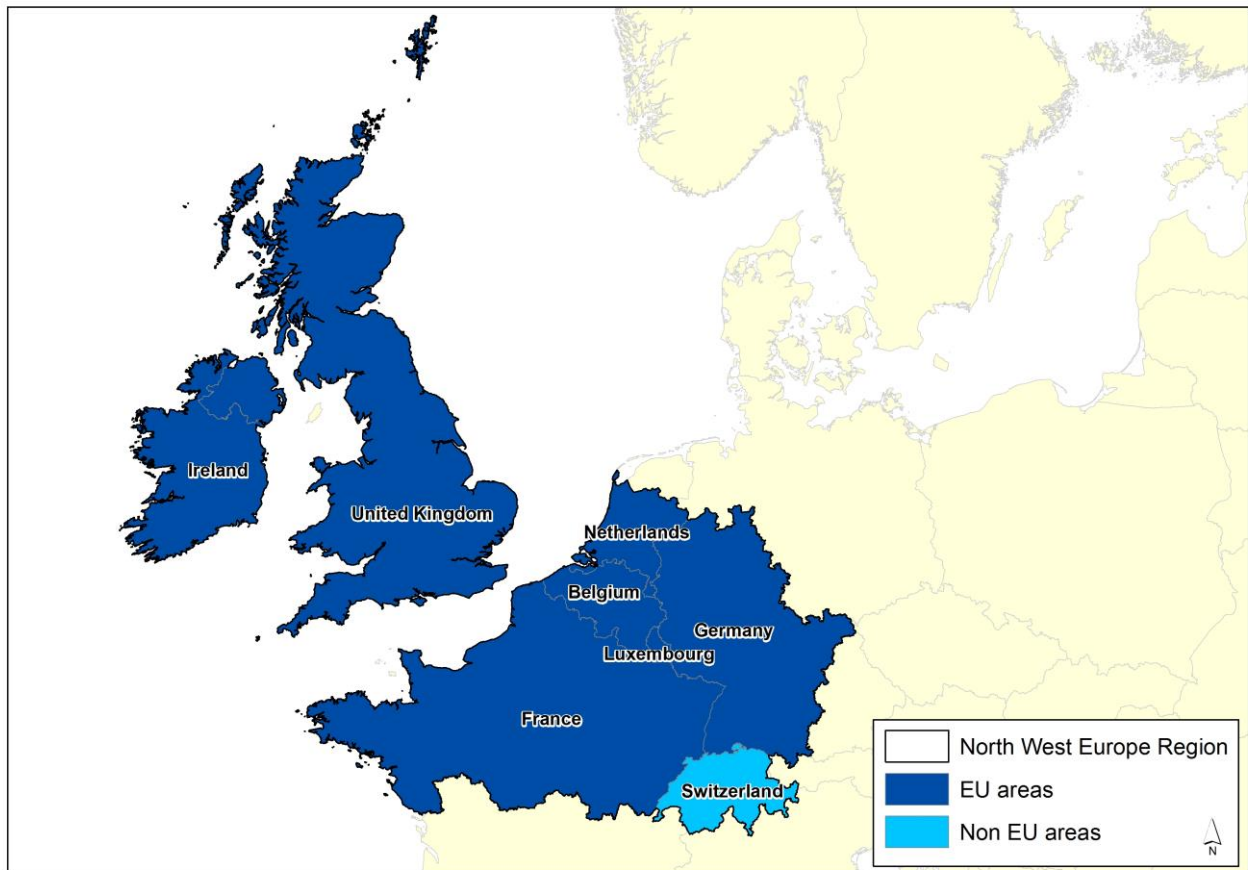 Ireland
United Kingdom
Netherlands
Belgium
Germany
Luxembourg
France
Switzerland
North West Europe Region
EU areas
Non EU areas
N